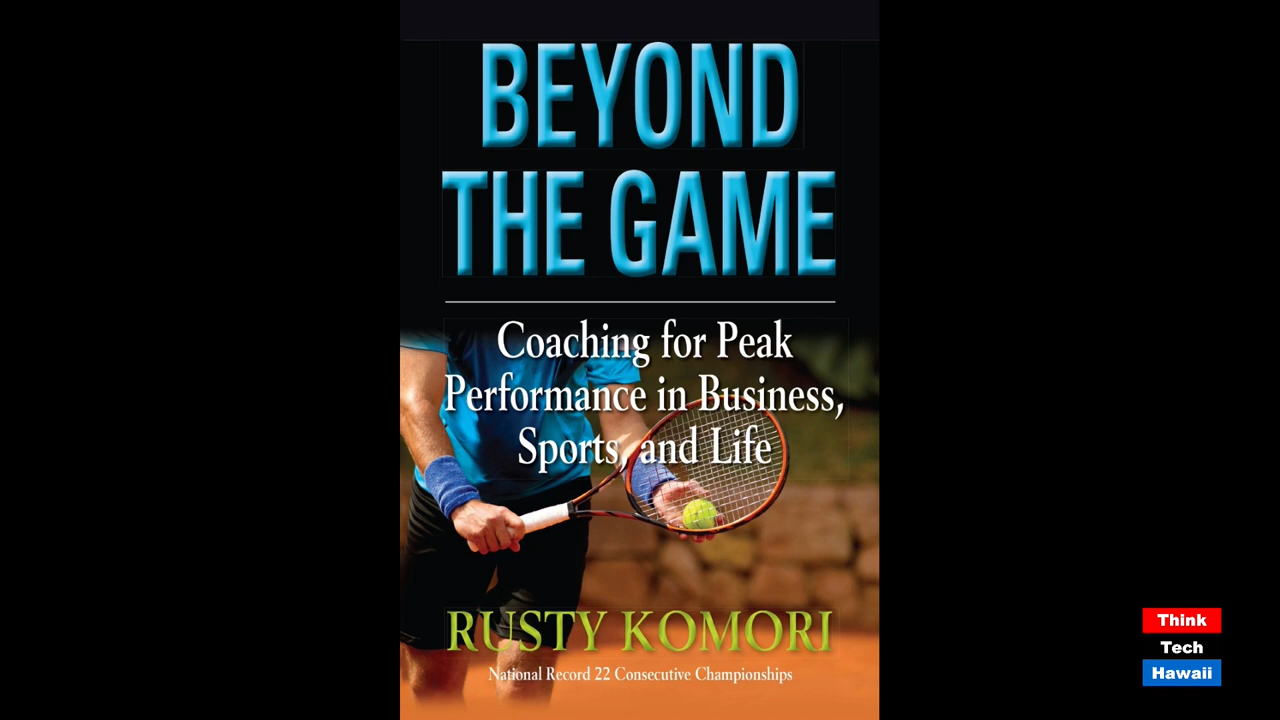 BEYOND
THE GAME
Coaching for Peak
Performance in Business,
Sports, and Life
RUSTY KOMORI
National Record 22 Consecutive Championships
Think
Tech
Hawaii